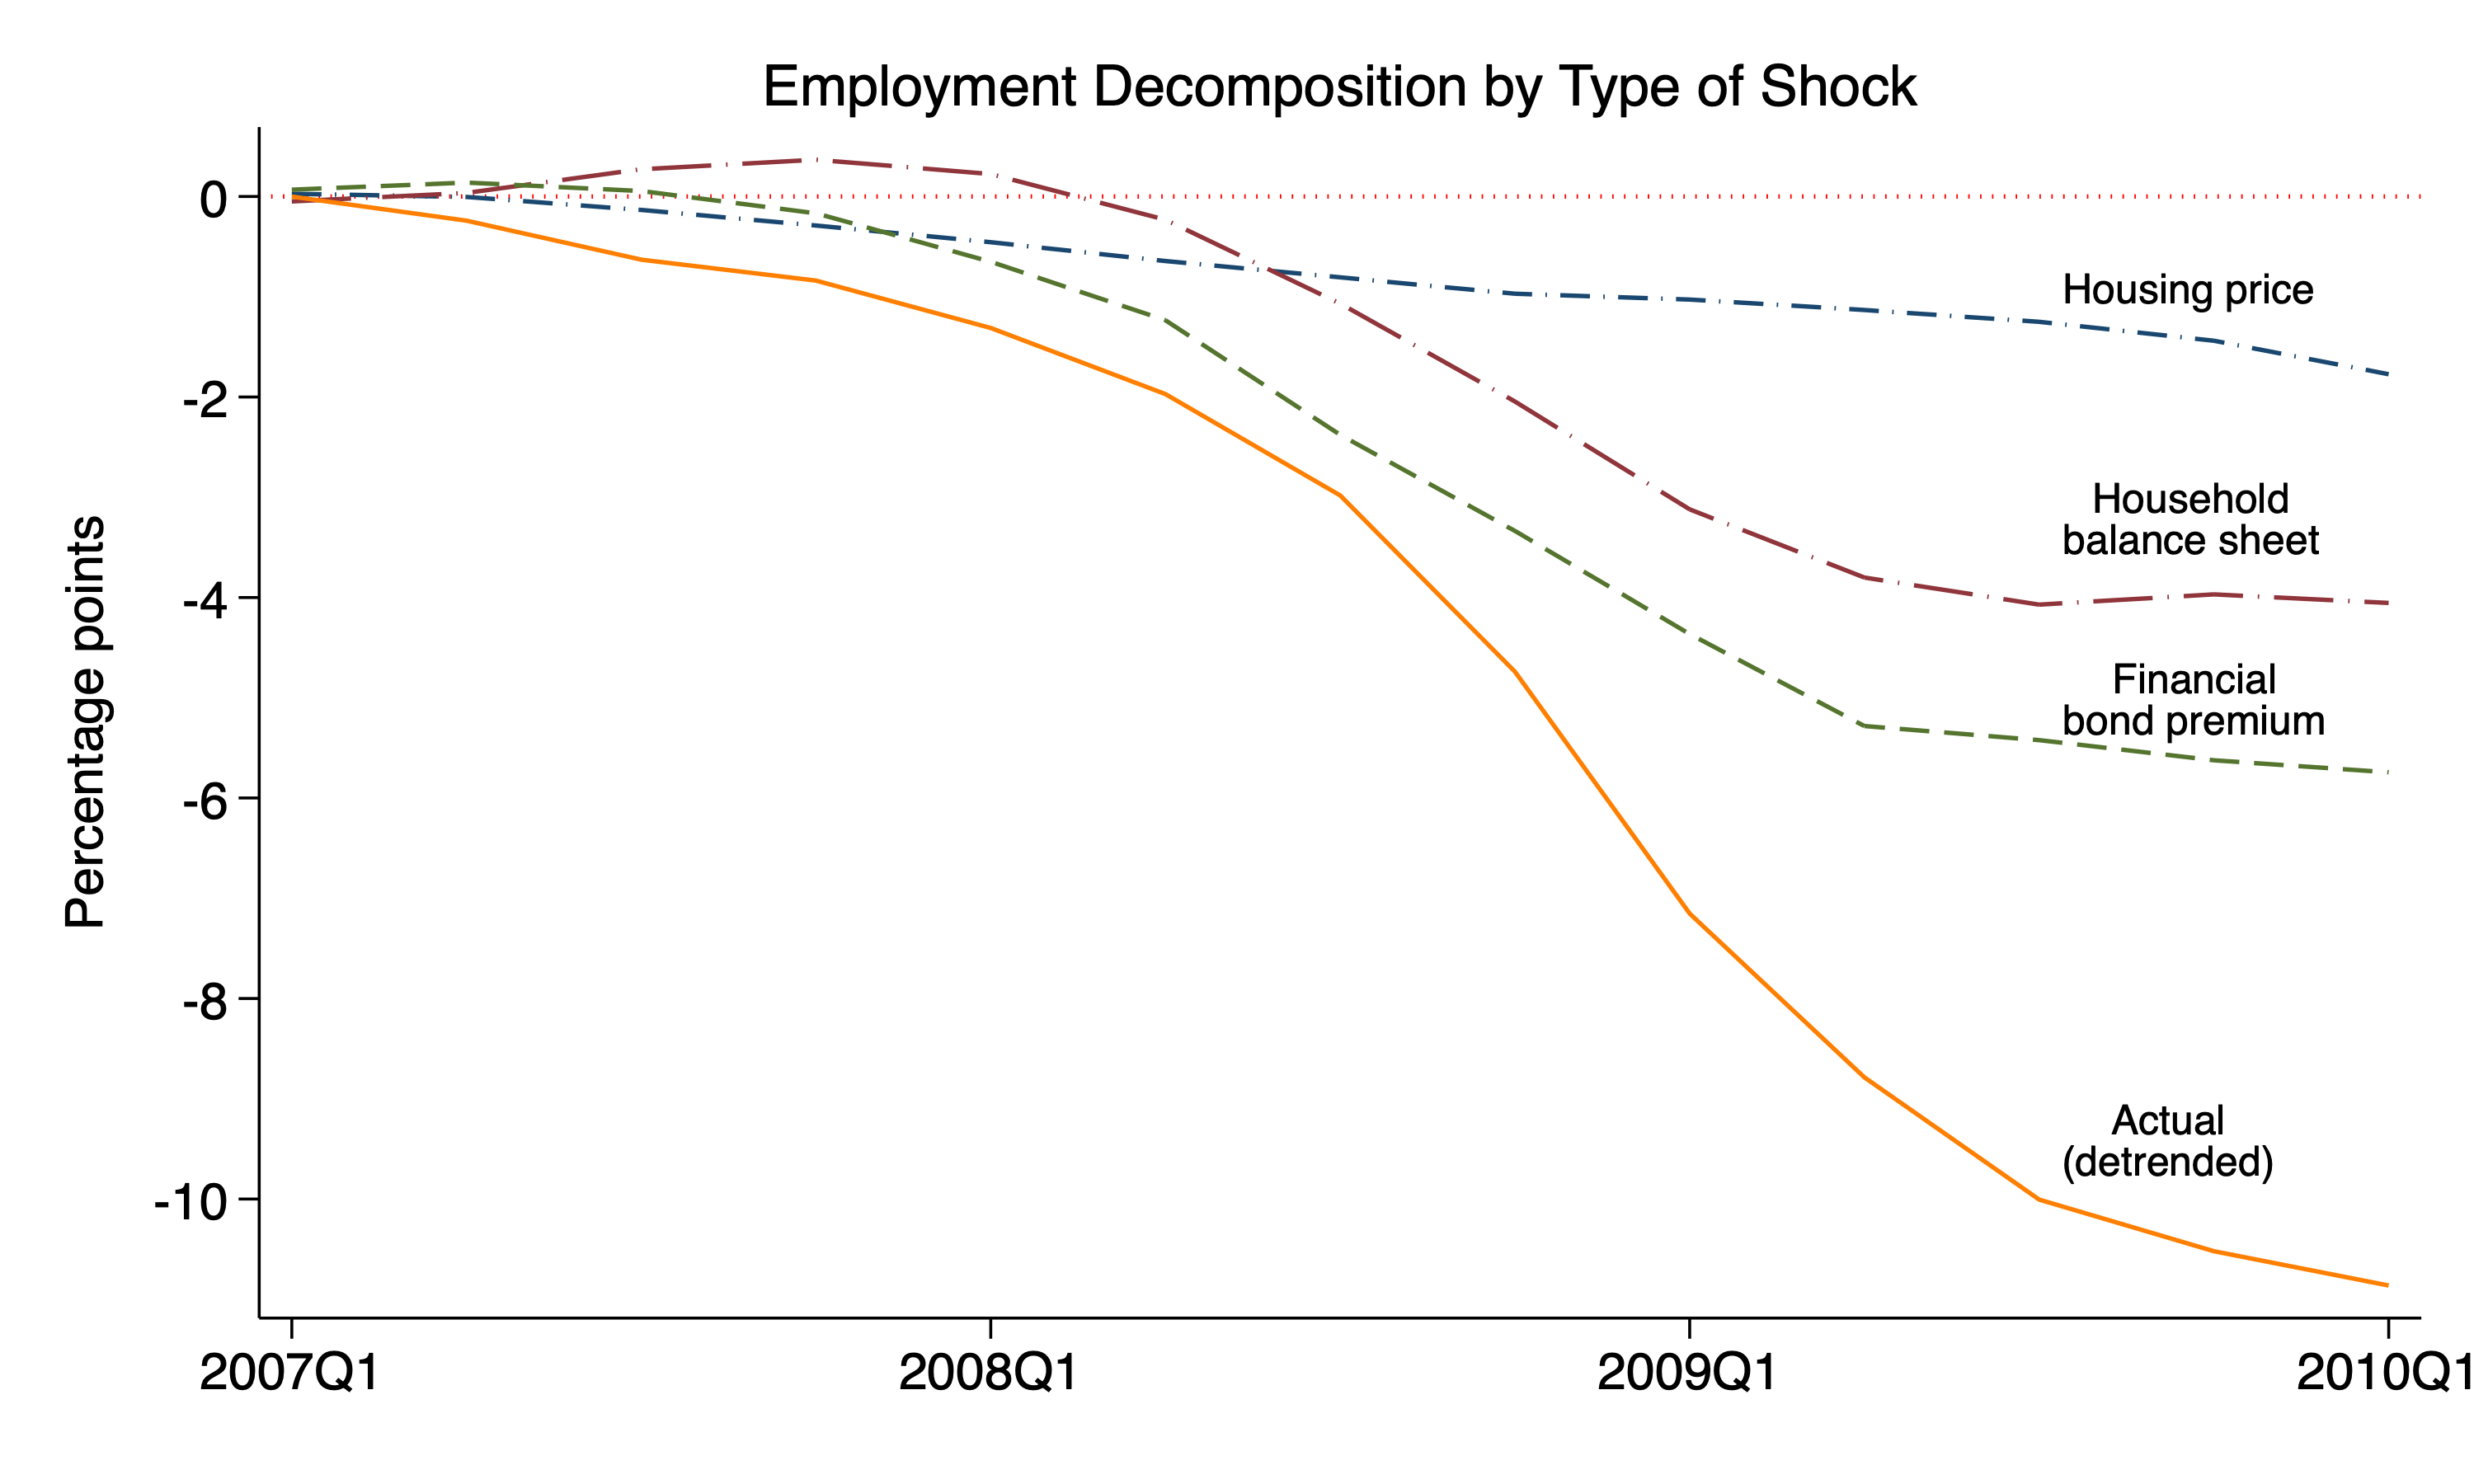 Employment Decomposition by Type of Shock
Percentage points
0
-2
-4
-6
-8
-10
Housing price
Household
balance sheet
Financial
bond premium
Actual
(detrended)
2007Q1
2008Q1
2009Q1
2010Q1